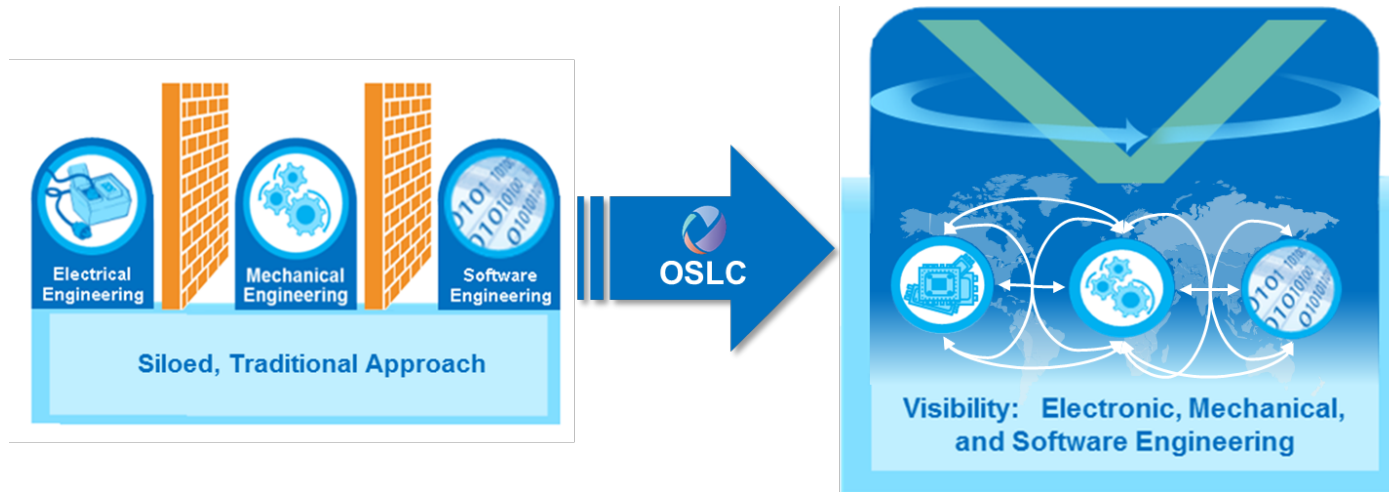 Electrical
Engineering
Mechanical
Engineering
Software
Engineering
Siloed, Traditional Approach
OSLC
Visibility: Electronic, Mechanical,
and Software Engineering